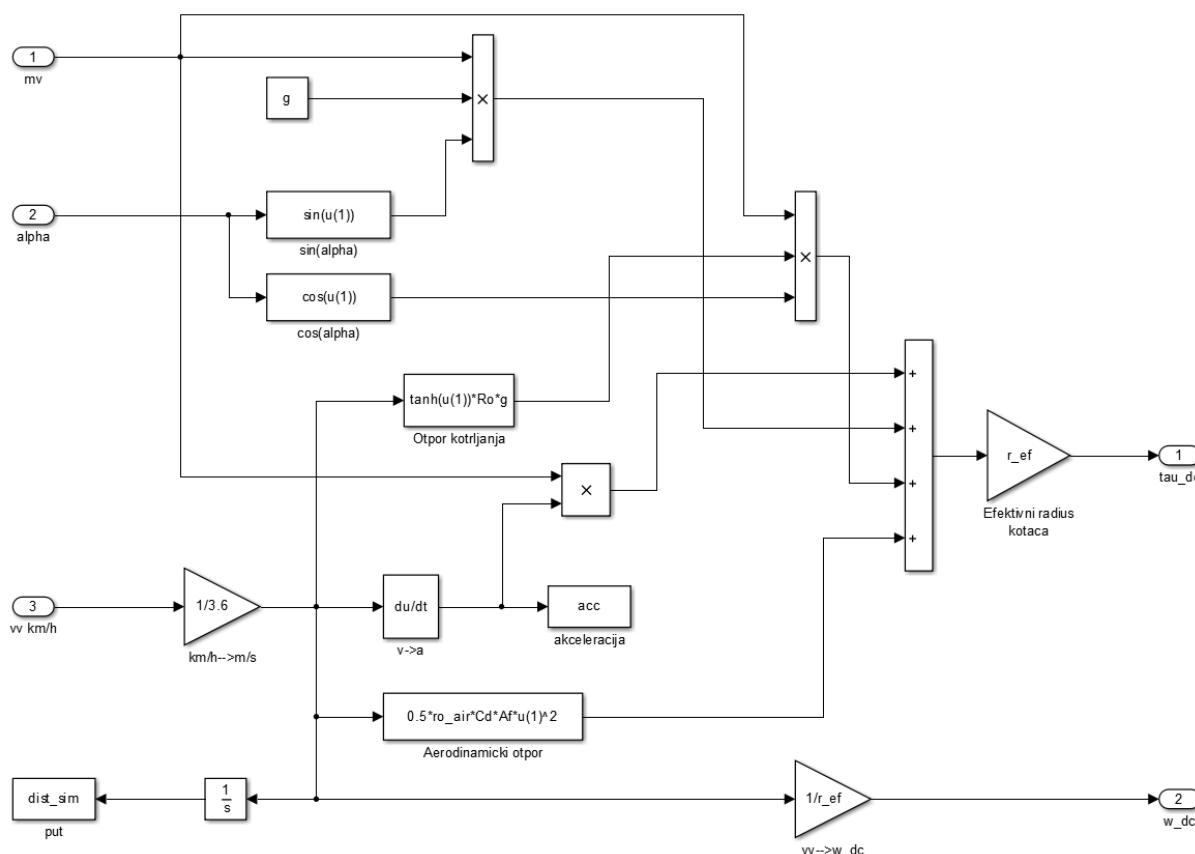 1
mv
×
g
2
alpha
sin(u(1))
sin(alpha)
×
cos(u(1))
cos(alpha)
+
tanh(u(1))*Ro*g
Otpor kotrljanja
+
r_ef
1
tau_dc
×
+
Efektivni radius
kotaca
+
3
vv km/h
1/3.6
km/h-->m/s
du/dt
v->a
acc
akceleracija
0.5*ro_air*Cd*Af*u(1)^2
Aerodinamicki otpor
dist_sim
put
1
s
1/r_ef
vv-->w_dc
2
w_dc